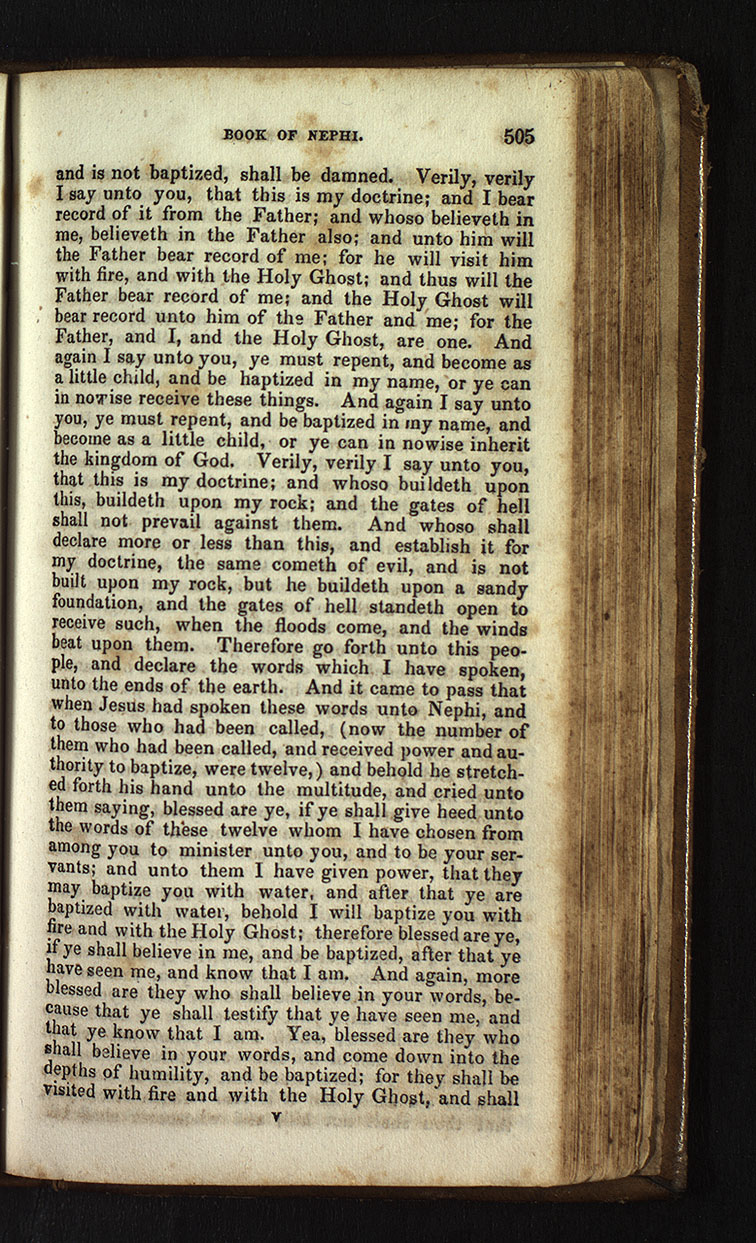 BOOK OF NEPHI. 505
and is not baptized, shall be damned. Verily, verily
I say unto you, that this is my doctrine; and I bear
record of it from the Father; and whoso believeth in
me, believeth in the Father also; and unto him will
the Father bear record of me; for he will visit him
with fire, and with the Holy Ghost; and thus will the
Father bear record of me; and the Holy Ghost will
bear record unto him of the Father and me; for the
Father, and I, and the Holy Ghost, are one. And
again I say unto you, ye must repent, and become as
a little child, and be haptized in my name, or ye can
in nowise receive these things. And again I say unto
you, ye must repent, and be baptized in my name, and
become as a little child, or ye can in nowise inherit
the kingdom of God. Verily, verily I say unto you,
that this is my doctrine; and whoso buildeth upon
this, buildeth upon my rock; and the gates of hell
shall not prevail against them. And whoso shall
declare more or less than this, and establish it for
my doctrine, the same cometh of evil, and is not
built upon my rock, but he buildeth upon a sandy
foundation, and the gates of hell standeth open to
receive such, when the floods come, and the winds
beat upon them. Therefore go forth unto this peo-
ple, and declare the words which I have spoken,
unto the ends of the earth. And it came to pass that
when Jesus had spoken these words unto Nephi, and
to those who had been called, (now the number of
them who had been called, and received power and au-
thority to baptize, were twelve,) and behold he stretch-
ed forth his hand unto the multitude, and cried unto
them saying, blessed are ye, if ye shall give heed unto
the words of these twelve whom I have chosen from
among you to minister unto you, and to be your ser-
vants; and unto them I have given power, that they
may baptize you with water, and after that ye are
baptized with water, behold I will baptize you with
fire and with the Holy Ghost; therefore blessed are ye,
if ye shall believe in me, and be baptized, after that ye
have seen me, and know that I am. And again, more
blessed are they who shall believe in your words, be-
cause that ye shall testify that ye have seen me, and
that ye know that I am. Yea, blessed are they who
shall believe in your words, and come down into the
depths of humility, and be baptized; for they shall be
visited with fire and with the Holy Ghost, and shall
V